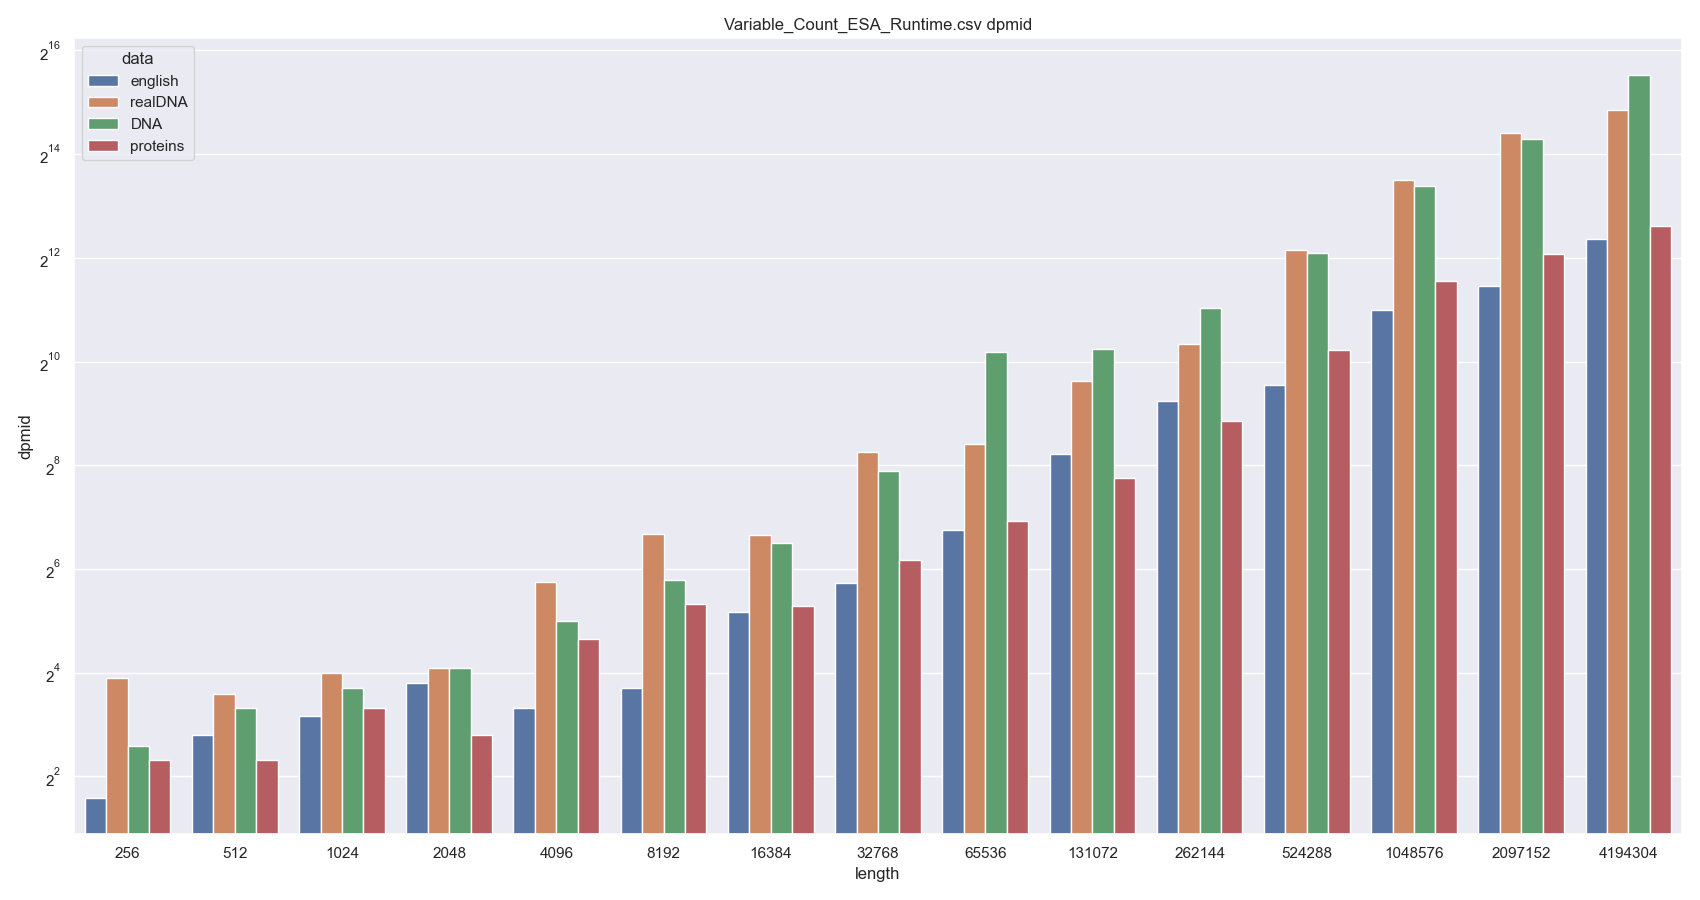 Variable_Count_ESA_Runtime.csv dpmid
data
english
realDNA
DNA
proteins
2^16
2^14
2^12
2^10
2^8
2^6
2^4
2^2
dpmid
256 512 1024 2048 4096 8192 16384 32768 65536 131072 262144 524288 1048576 2097152 4194304
length